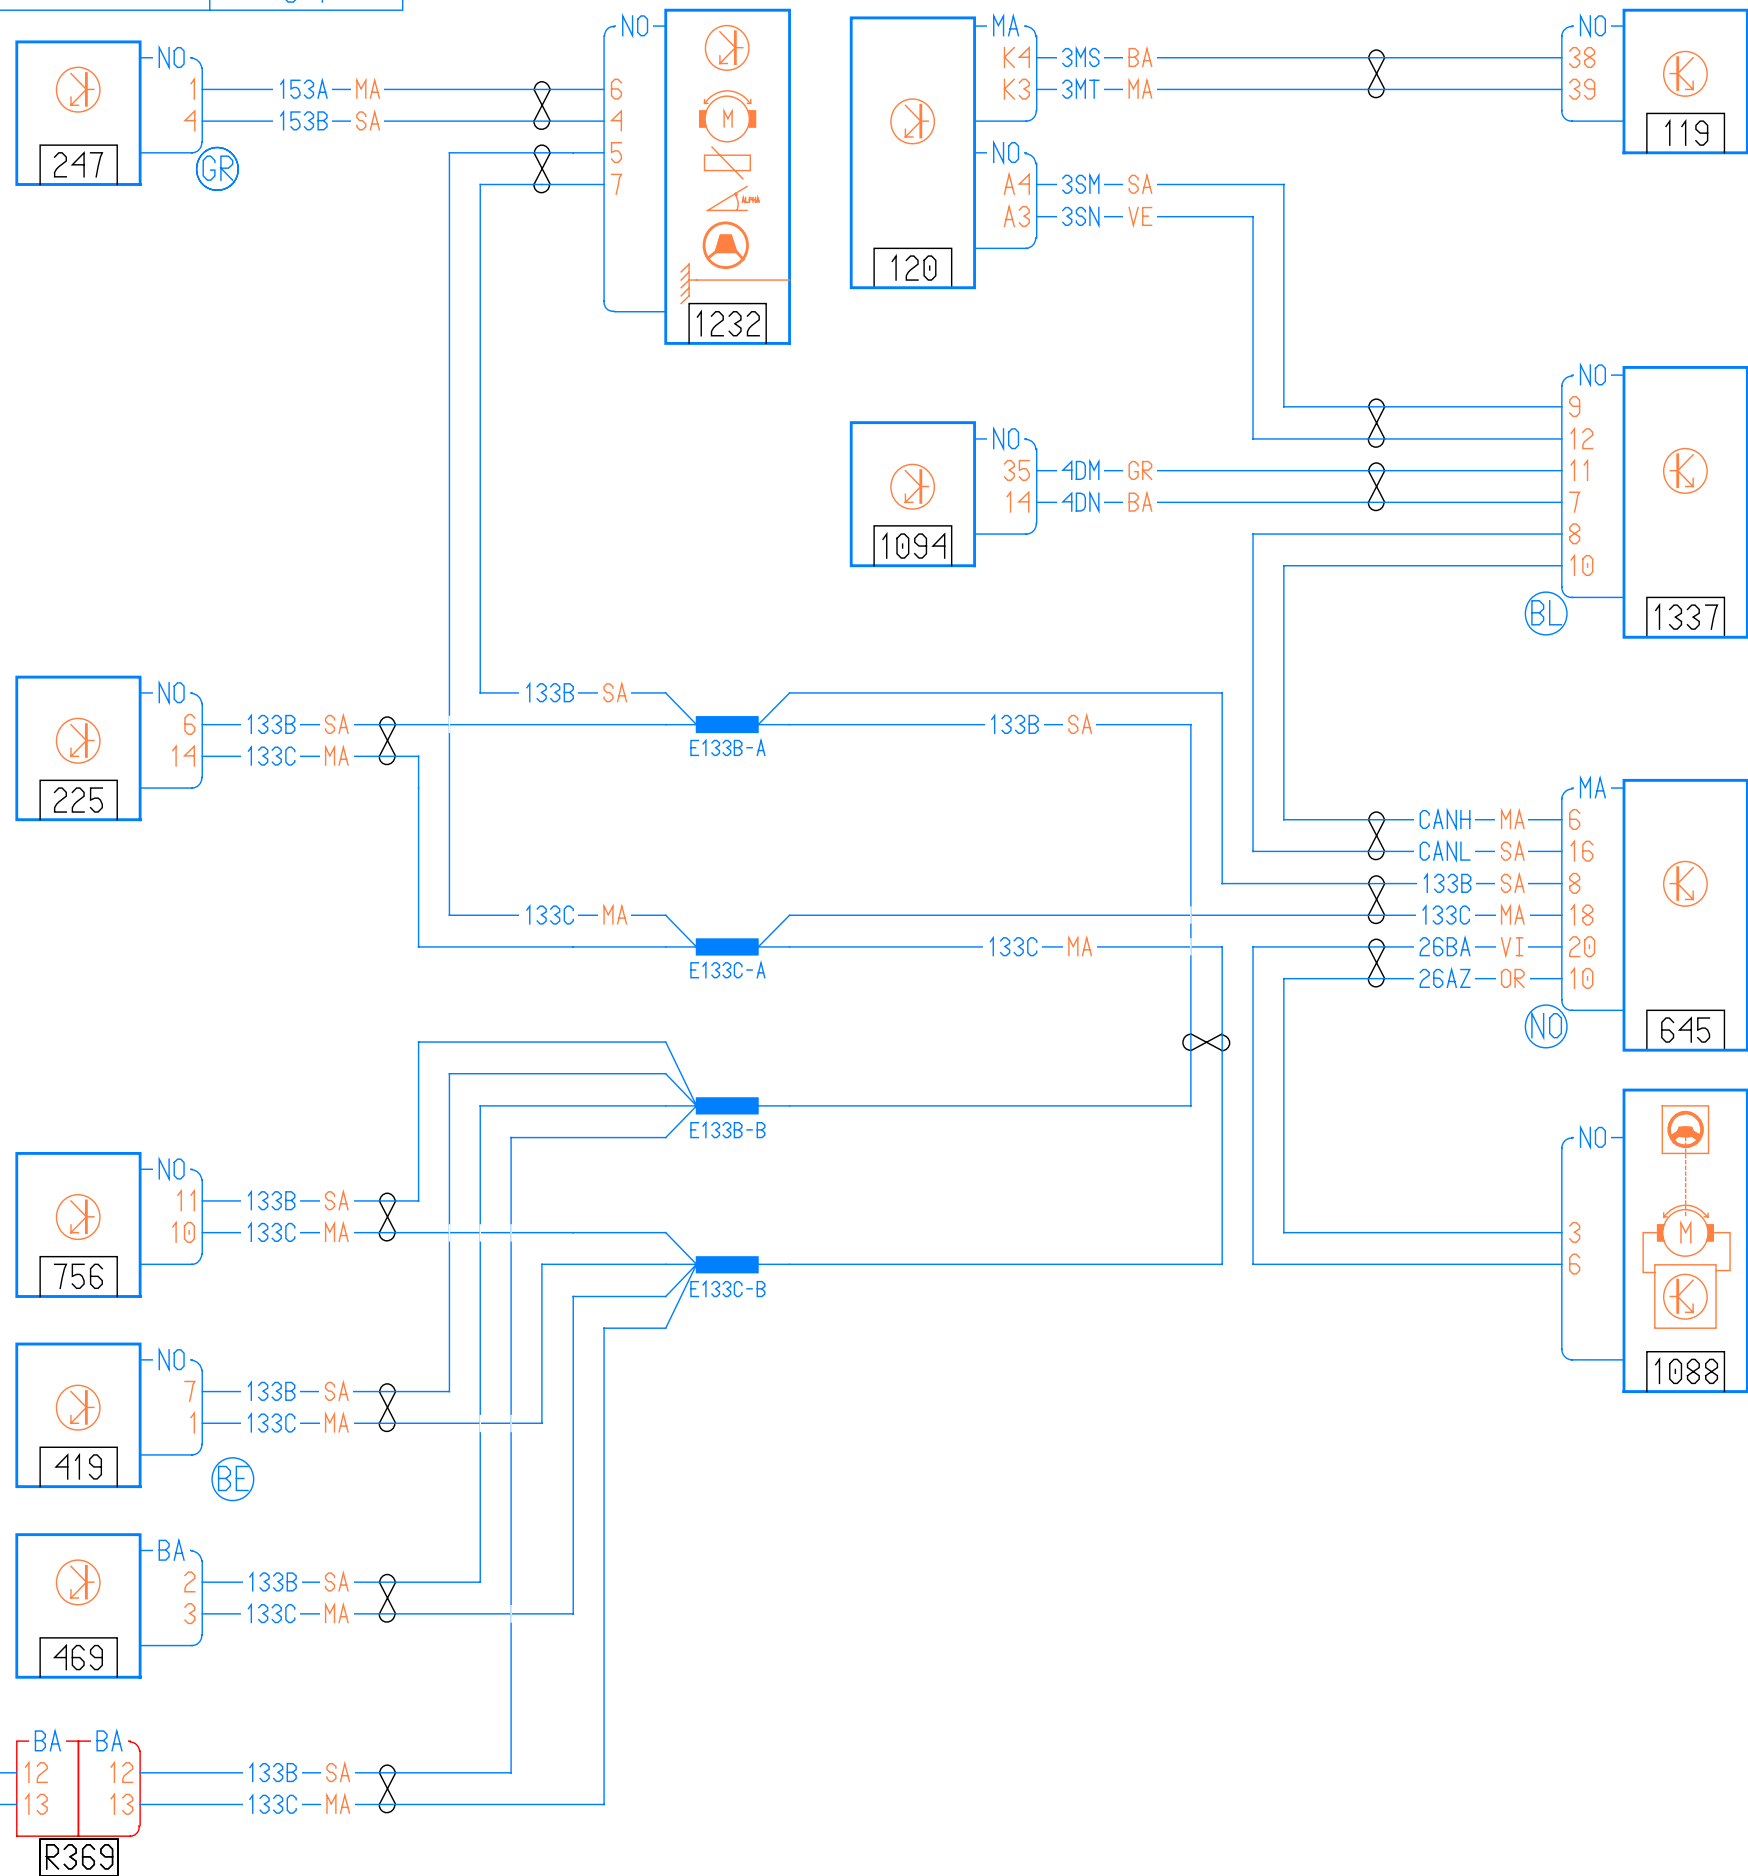 NO
1 153A MA
4 153B SA
247
GR
NO
6
4
5
7
M
ALPHA
1232
MA
K4 3MS BA
K3 3MT MA
NO
A4 3SM SA
A3 3SN VE
120
NO
38
39
119
NO
35 4DM GR
14 4DN BA
1094
NO
9
12
11
7
8
10
BL
1337
NO
6 133B SA
14 133C MA
225
133B SA
E133B-A
133B SA
133C MA
E133C-A
133C MA
MA
CANH MA 6
CANL SA 16
133B SA 8
133C MA 18
26BA VI 20
26AZ OR 10
NO
645
E133B-B
E133C-B
NO
11 133B SA
10 133C MA
756
NO
3
6
M
1088
NO
7 133B SA
1 133C MA
419
BE
BA
2 133B SA
3 133C MA
469
BA BA
12 12 133B SA
13 13 133C MA
R369